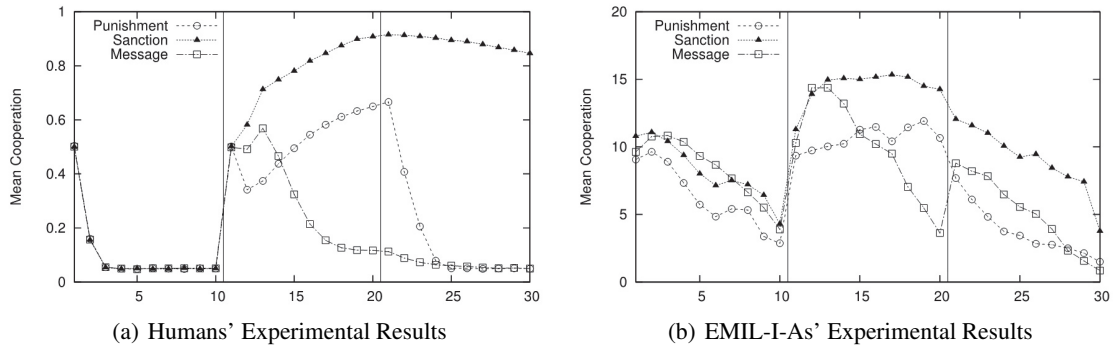 Punishment
Sanction
Message
Mean Cooperation
1
0.8
0.6
0.4
0.2
0
5
10
15
20
25
30
(a) Humans' Experimental Results
Punishment
Sanction
Message
Mean Cooperation
20
15
10
5
0
5
10
15
20
25
30
(b) EMIL-I-As' Experimental Results